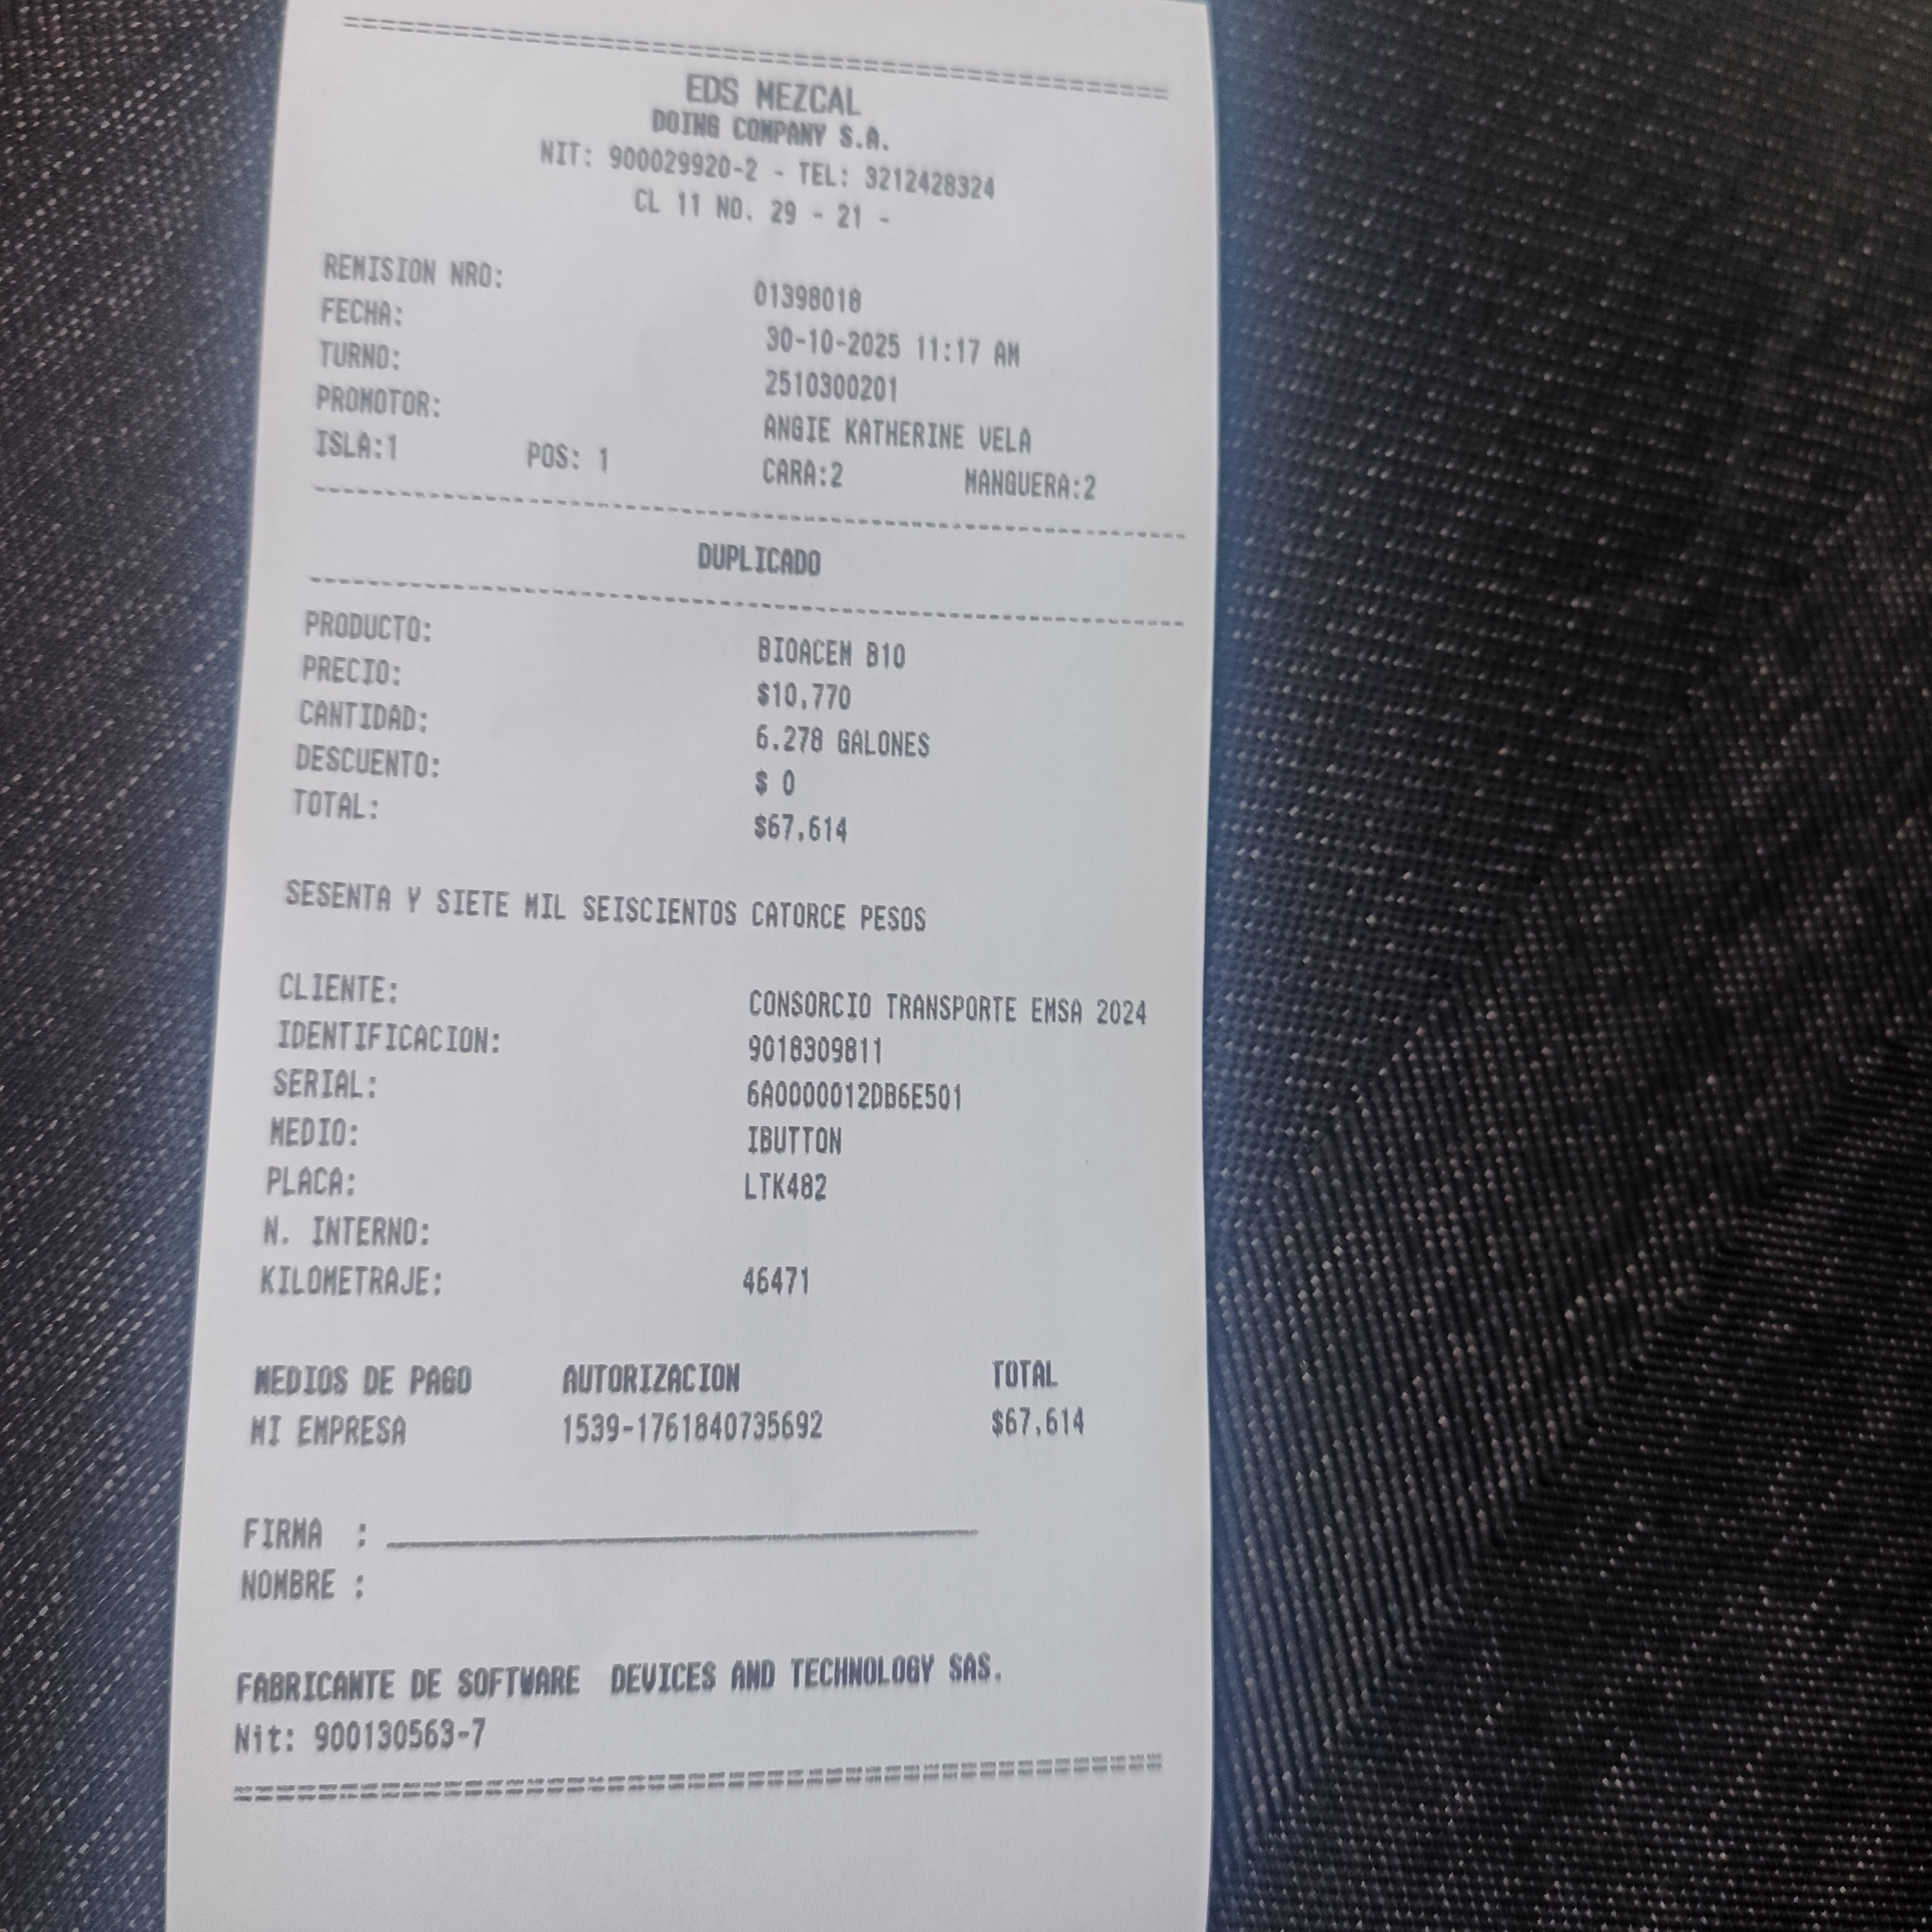 ================================================
EDS MEZCAL
DOING COMPANY S.A.
NIT: 900029920-2 - TEL: 3212428324
CL 11 NO. 29 - 21 -
REMISION NRO: 01398018
FECHA: 30-10-2025 11:17 AM
TURNO: 2510300201
PROMOTOR: ANGIE KATHERINE VELA
ISLA:1 POS: 1 CARA:2 MANGUERA:2
DUPLICADO
PRODUCTO: BIOACEM B10
PRECIO: $10,770
CANTIDAD: 6.278 GALONES
DESCUENTO: $ 0
TOTAL: $67,614
SESENTA Y SIETE MIL SEISCIENTOS CATORCE PESOS
CLIENTE: CONSORCIO TRANSPORTE EMSA 2024
IDENTIFICACION: 9018309811
SERIAL: 6A0000012DB6E501
MEDIO: IBUTTON
PLACA: LTK482
N. INTERNO:
KILOMETRAJE: 46471
MEDIOS DE PAGO AUTORIZACION TOTAL
MI EMPRESA 1539-1761840735692 $67,614
FIRMA :
NOMBRE :
FABRICANTE DE SOFTWARE DEVICES AND TECHNOLOGY SAS.
Nit: 900130563-7
================================================